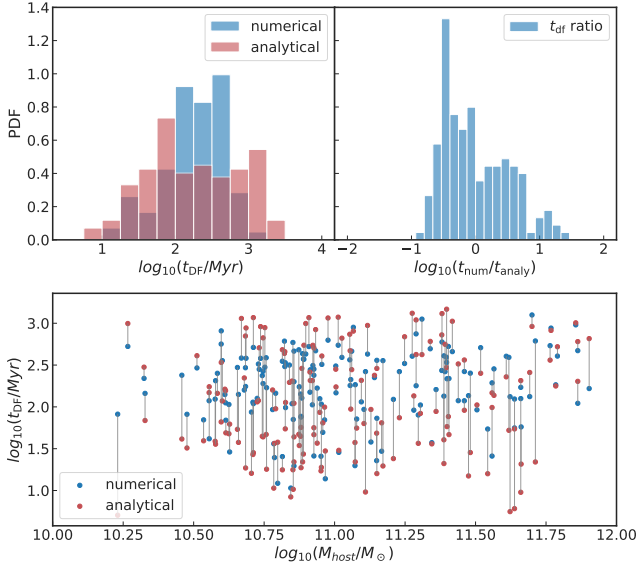 1.4
1.2
1.0
0.8
0.6
0.4
0.2
0.0
PDF
numerical
analytical
1 2 3 4
log10(tDF/Myr)
tdf ratio
−2 −1 0 1 2
log10(tnum/tanaly)
3.0
2.5
2.0
1.5
1.0
log10(tDF/Myr)
numerical
analytical
10.00 10.25 10.50 10.75 11.00 11.25 11.50 11.75 12.00
log10(Mhost/M⊙)